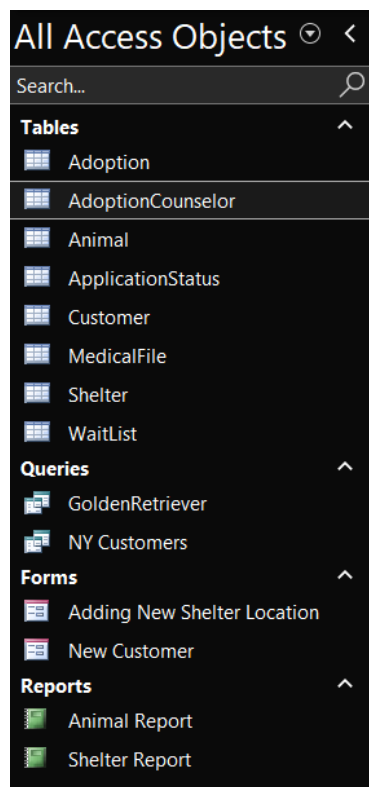 All Access Objects
Search...
Tables
Adoption
AdoptionCounselor
Animal
ApplicationStatus
Customer
MedicalFile
Shelter
WaitList
Queries
GoldenRetriever
NY Customers
Forms
Adding New Shelter Location
New Customer
Reports
Animal Report
Shelter Report